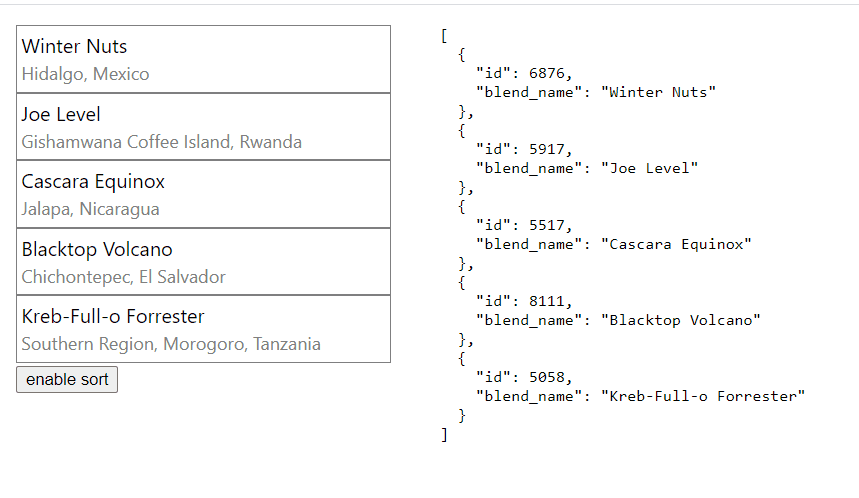 Winter Nuts
Hidalgo, Mexico
Joe Level
Gishamwana Coffee Island, Rwanda
Cascara Equinox
Jalapa, Nicaragua
Blacktop Volcano
Chichontepec, El Salvador
Kreb-Full-o Forrester
Southern Region, Morogoro, Tanzania
enable sort
[
  {
    "id": 6876,
    "blend_name": "Winter Nuts"
  },
  {
    "id": 5917,
    "blend_name": "Joe Level"
  },
  {
    "id": 5517,
    "blend_name": "Cascara Equinox"
  },
  {
    "id": 8111,
    "blend_name": "Blacktop Volcano"
  },
  {
    "id": 5058,
    "blend_name": "Kreb-Full-o Forrester"
  }
]